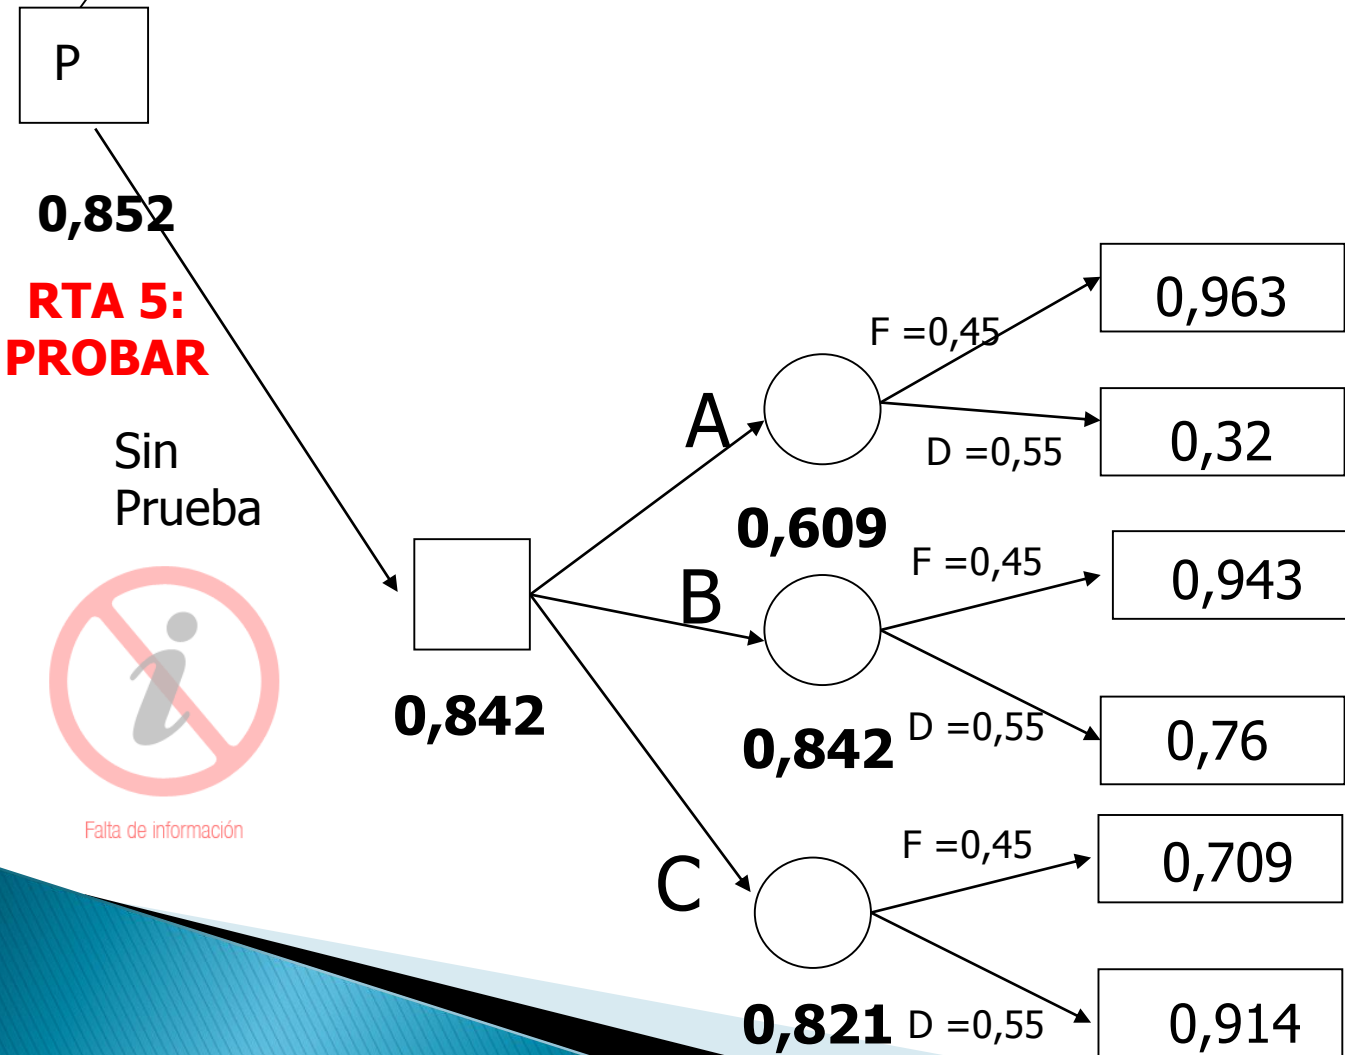 P
0,852
RTA 5:
PROBAR
Sin
Prueba
Falta de información
0,842
A
F =0,45
0,963
D =0,55
0,32
0,609
B
F =0,45
0,943
D =0,55
0,76
0,842
C
F =0,45
0,709
D =0,55
0,914
0,821